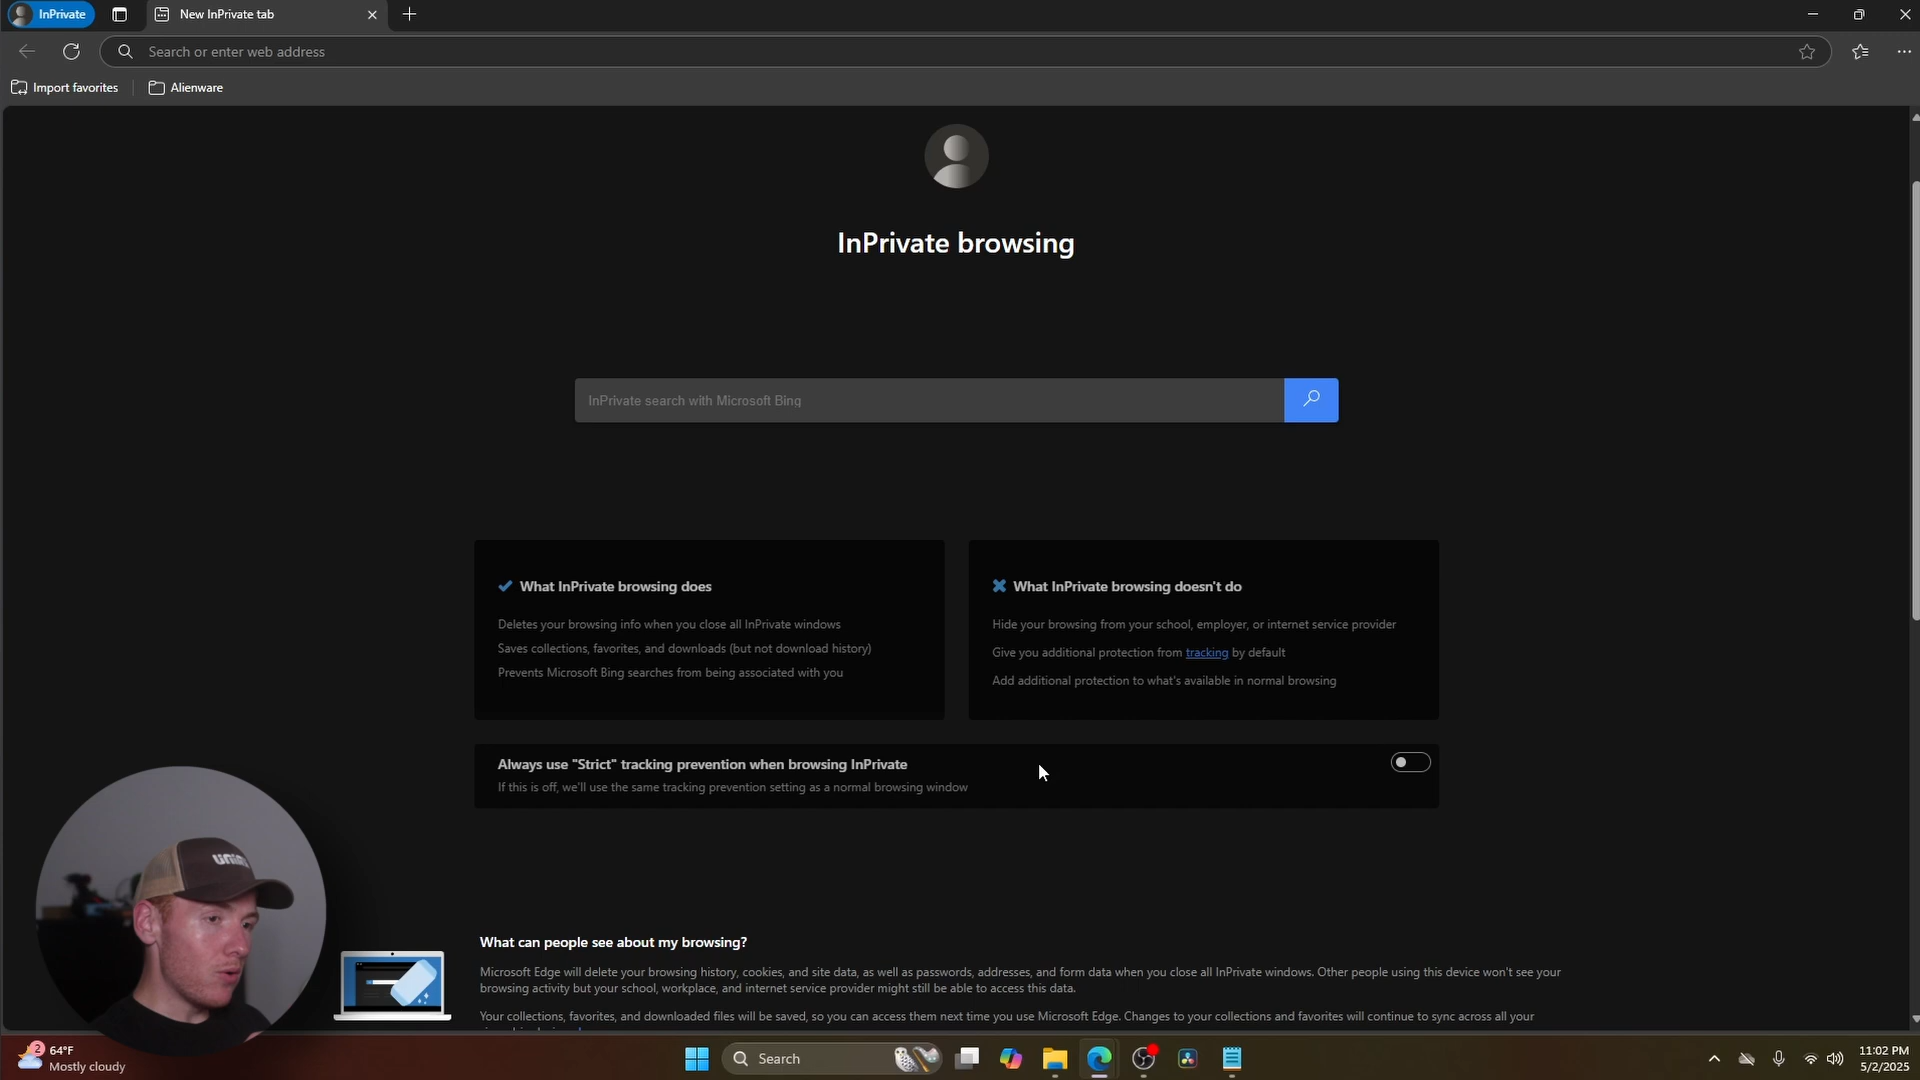 InPrivate
New InPrivate tab
Search or enter web address
Import favorites
Alienware
InPrivate browsing
InPrivate search with Microsoft Bing
What InPrivate browsing does
Deletes your browsing info when you close all InPrivate windows
Saves collections, favorites, and downloads (but not download history)
Prevents Microsoft Bing searches from being associated with you
What InPrivate browsing doesn't do
Hide your browsing from your school, employer, or internet service provider
Give you additional protection from tracking by default
Add additional protection to what's available in normal browsing
Always use "Strict" tracking prevention when browsing InPrivate
If this is off, we'll use the same tracking prevention setting as a normal browsing window
What can people see about my browsing?
Microsoft Edge will delete your browsing history, cookies, and site data, as well as passwords, addresses, and form data when you close all InPrivate windows. Other people using this device won't see your
browsing activity but your school, workplace, and internet service provider might still be able to access this data.
Your collections, favorites, and downloaded files will be saved, so you can access them next time you use Microsoft Edge. Changes to your collections and favorites will continue to sync across all your
2
64°F
Mostly cloudy
Search
11:02 PM
5/2/2025